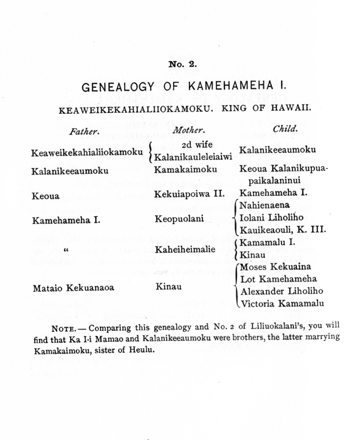 No. 2.
GENEALOGY OF KAMEHAMEHA I.
KEAWEIKEKAHIALIIOKAMOKU. KING OF HAWAII.
Father. Mother. Child.
Keaweikekahialiiokamoku { 2d wife Kalanikauleleiaiwi Kalanikeeaumoku
Kalanikeeaumoku Kamakaimoku Keoua Kalanikupua-
paikalaninui
Keoua Kekuiapoiwa II. Kamehameha I.
Kamehameha I. Keopuolani { Nahienaena
Iolani Liholiho
Kauikeaouli, K. III.
“ Kaheiheimalie { Kamamalu I.
Kinau
Mataio Kekuanaoa Kinau { Moses Kekuaina
Lot Kamehameha
Alexander Liholiho
Victoria Kamamalu
NOTE.—Comparing this genealogy and No. 2 of Liliuokalani's, you will
find that Ka I-i Mamao and Kalanikeeaumoku were brothers, the latter marrying
Kamakaimoku, sister of Heulu.